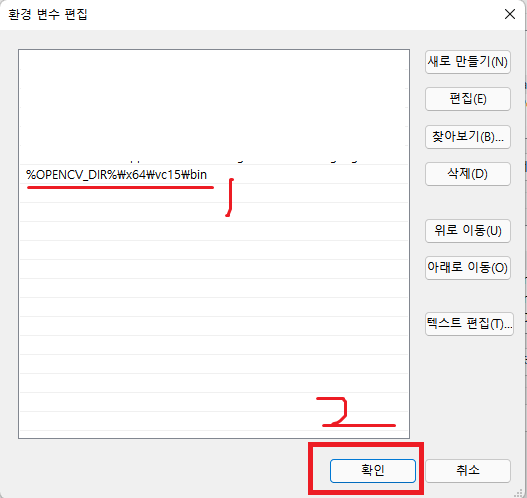 환경 변수 편집
새로 만들기(N)
편집(E)
찾아보기(B)...
%OPENCV_DIR%₩x64₩vc15₩bin
삭제(D)
1
위로 이동(U)
아래로 이동(O)
텍스트 편집(T)...
2
확인
취소